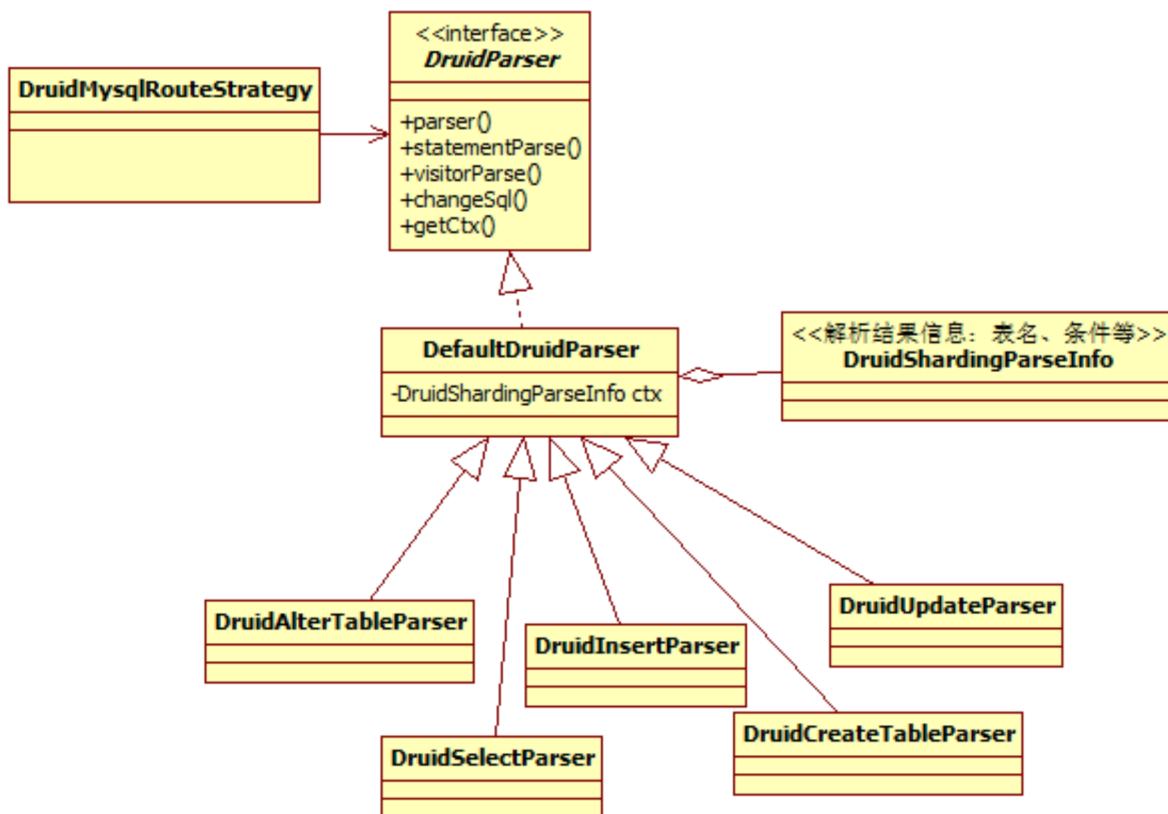 <<interface>>
DruidParser
DruidMysqlRouteStrategy
+parser()
+statementParse()
+visitorParse()
+changeSql()
+getCtx()
<<解析结果信息：表名、条件等>>
DruidShardingParseInfo
DefaultDruidParser
-DruidShardingParseInfo ctx
DruidAlterTableParser
DruidUpdateParser
DruidInsertParser
DruidCreateTableParser
DruidSelectParser